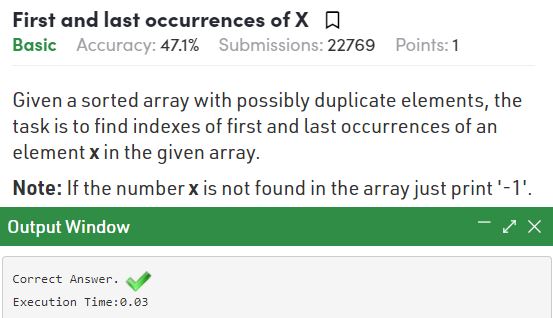 First and last occurrences of X
Basic Accuracy: 47.1% Submissions: 22769 Points: 1
Given a sorted array with possibly duplicate elements, the
task is to find indexes of first and last occurrences of an
element x in the given array.
Note: If the number x is not found in the array just print '-1'.
Output Window
Correct Answer.
Execution Time:0.03